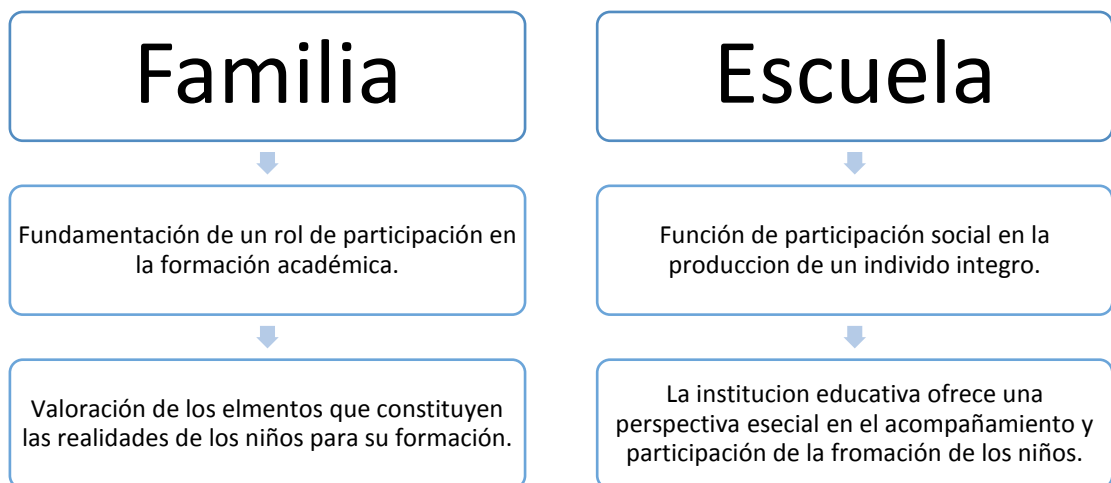 Familia
Fundamentación de un rol de participación en
la formación académica.
Valoración de los elmentos que constituyen
las realidades de los niños para su formación.
Escuela
Función de participación social en la
produccion de un individo integro.
La institucion educativa ofrece una
perspectiva esecial en el acompañamiento y
participación de la fromación de los niños.